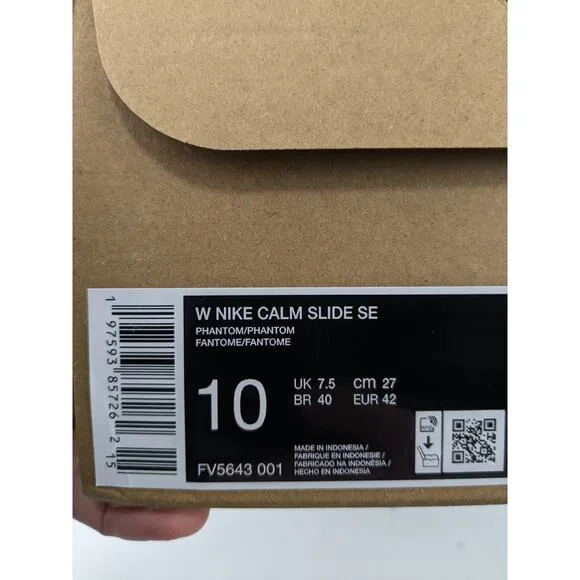 W NIKE CALM SLIDE SE
PHANTOM/PHANTOM
FANTOME/FANTOME
10
UK 7.5 cm 27
BR 40 EUR 42
FV5643 001
MADE IN INDONESIA/
FABRIQUE EN INDONESIE/
FABRICADO NA INDONÉSIA/
HECHO EN INDONESIA
1 97593 85726 2 15